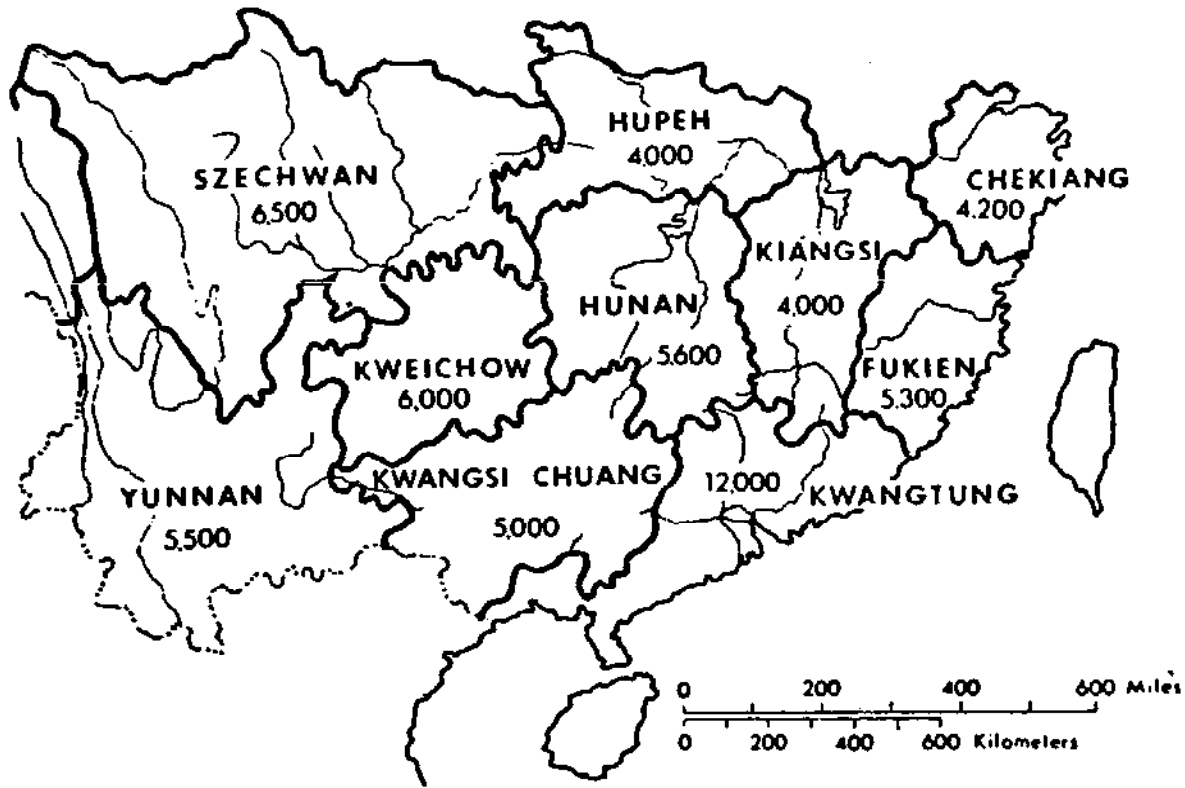 HUPEH
4000
SZECHWAN
6,500
CHEKIANG
4.200
KIANGSI
4,000
HUNAN
5,600
KWEICHOW
6,000
FUKIEN
5.300
KWANGSI CHUANG
5,000
12,000
KWANGTUNG
YUNNAN
5,500
0 200 400 600 Miles
0 200 400 600 Kilometers